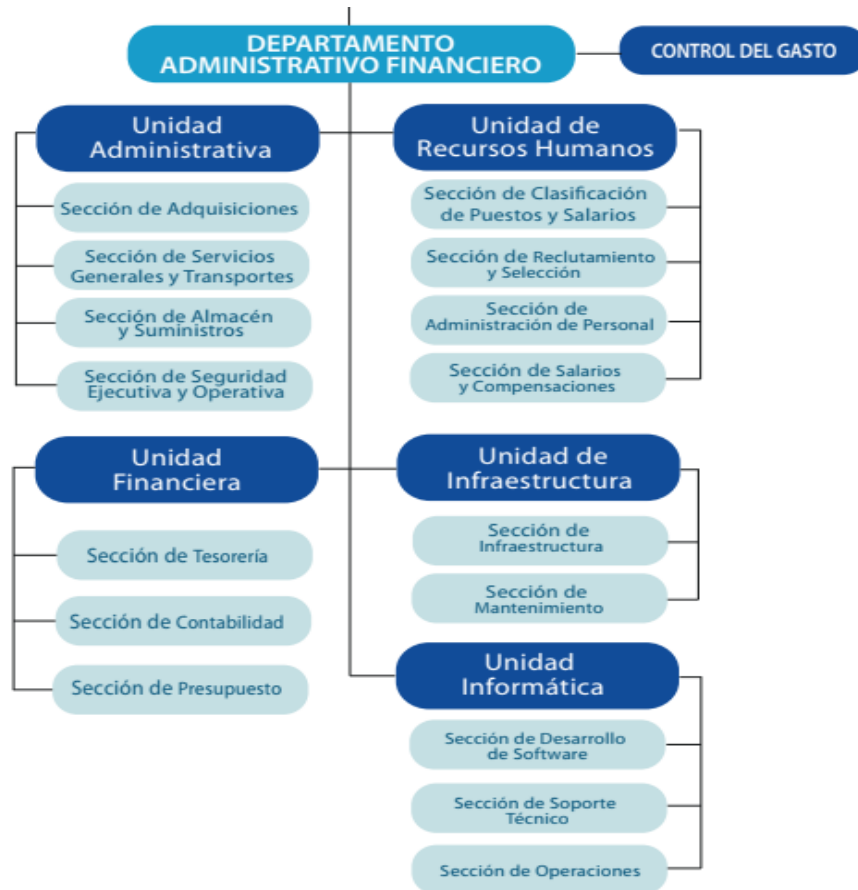 DEPARTAMENTO
ADMINISTRATIVO FINANCIERO
CONTROL DEL GASTO
Unidad
Administrativa
Sección de Adquisiciones
Sección de Servicios
Generales y Transportes
Sección de Almacén
y Suministros
Sección de Seguridad
Ejecutiva y Operativa
Unidad de
Recursos Humanos
Sección de Clasificación
de Puestos y Salarios
Sección de Reclutamiento
y Selección
Sección de
Administración de Personal
Sección de Salarios
y Compensaciones
Unidad
Financiera
Sección de Tesorería
Sección de Contabilidad
Sección de Presupuesto
Unidad de
Infraestructura
Sección de
Infraestructura
Sección de
Mantenimiento
Unidad
Informática
Sección de Desarrollo
de Software
Sección de Soporte
Técnico
Sección de Operaciones